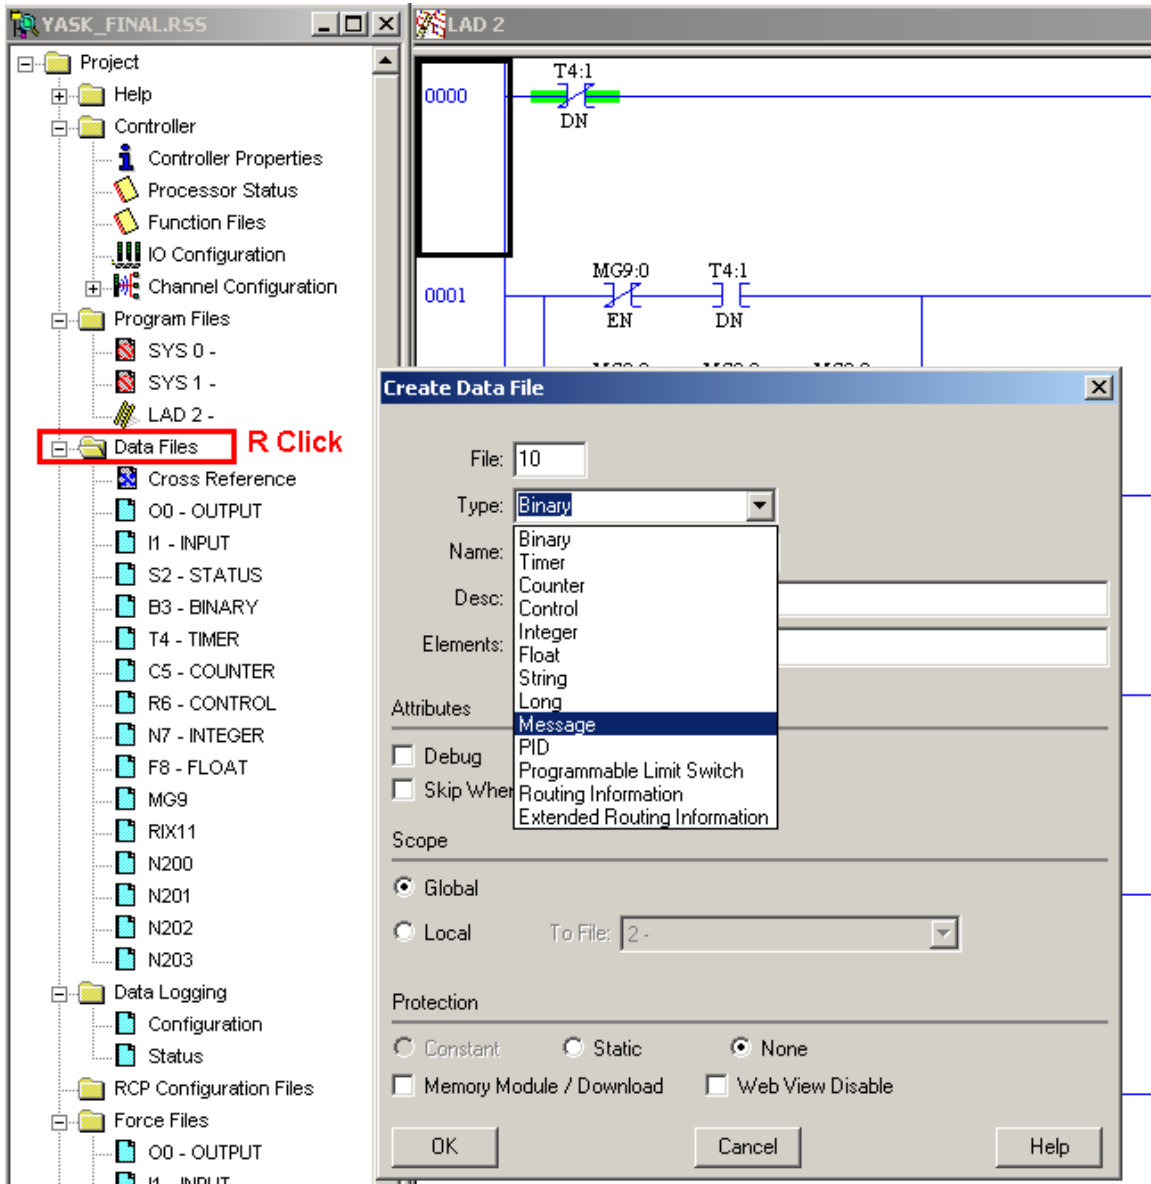 YASK_FINAL.RSS
Project
Help
Controller
Controller Properties
Processor Status
Function Files
IO Configuration
Channel Configuration
Program Files
SYS 0 -
SYS 1 -
LAD 2 -
Data Files
R Click
Cross Reference
O0 - OUTPUT
I1 - INPUT
S2 - STATUS
B3 - BINARY
T4 - TIMER
C5 - COUNTER
R6 - CONTROL
N7 - INTEGER
F8 - FLOAT
MG9
RIX11
N200
N201
N202
N203
Data Logging
Configuration
Status
RCP Configuration Files
Force Files
O0 - OUTPUT
I1 - INPUT
LAD 2
T4:1
0000
DN
MG9:0 T4:1
0001
EN DN
Create Data File
File: 10
Type: Binary
Name:
Desc:
Elements:
Binary
Timer
Counter
Control
Integer
Float
String
Long
Message
PID
Programmable Limit Switch
Routing Information
Extended Routing Information
Attributes
Debug
Skip When
Scope
Global
Local To File: 2 -
Protection
Constant Static None
Memory Module / Download Web View Disable
OK Cancel Help